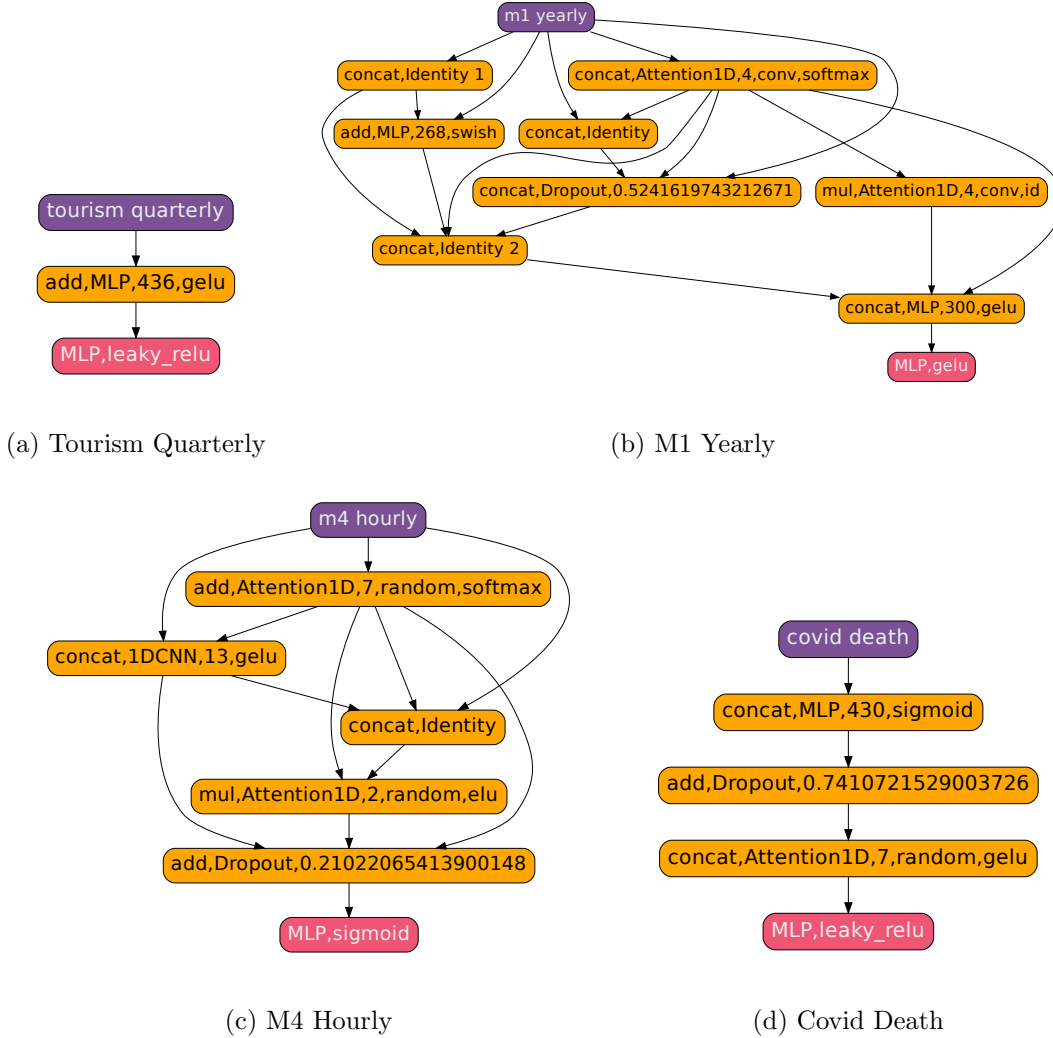 tourism quarterly
add,MLP,436,gelu
MLP,leaky_relu
(a) Tourism Quarterly
m1 yearly
concat,Identity 1
concat,Attention1D,4,conv,softmax
add,MLP,268,swish
concat,Identity
concat,Dropout,0.5241619743212671
mul,Attention1D,4,conv,id
concat,Identity 2
concat,MLP,300,gelu
MLP,gelu
(b) M1 Yearly
m4 hourly
add,Attention1D,7,random,softmax
concat,1DCNN,13,gelu
concat,Identity
mul,Attention1D,2,random,elu
add,Dropout,0.21022065413900148
MLP,sigmoid
(c) M4 Hourly
covid death
concat,MLP,430,sigmoid
add,Dropout,0.7410721529003726
concat,Attention1D,7,random,gelu
MLP,leaky_relu
(d) Covid Death